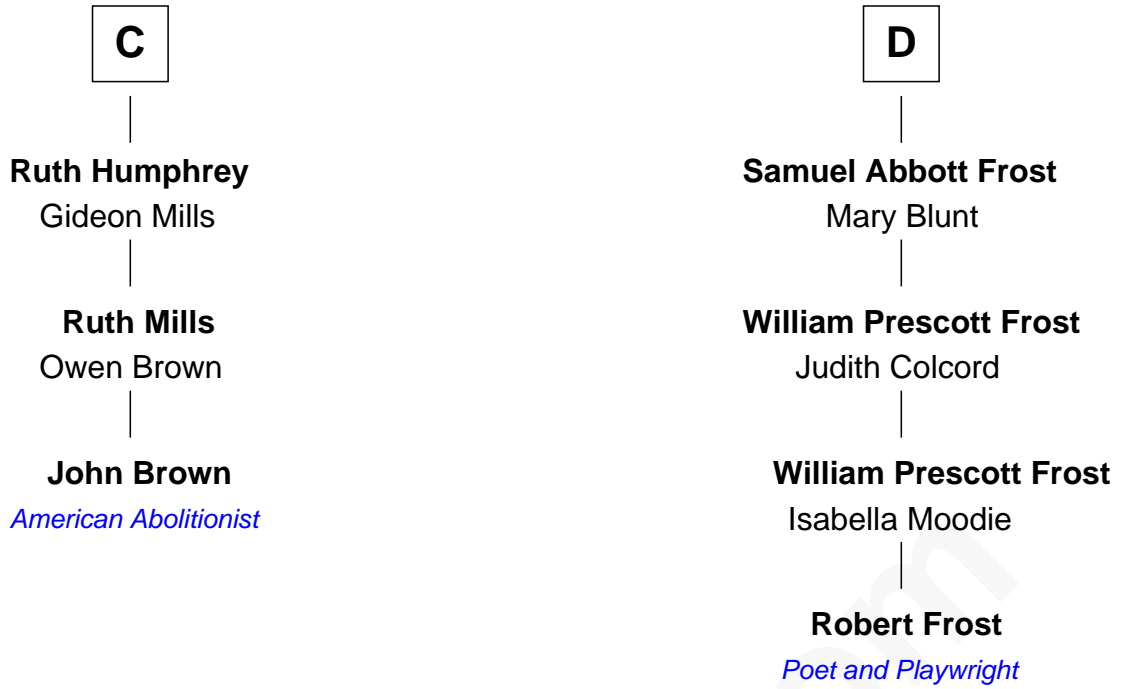 C
Ruth Humphrey
Gideon Mills
Ruth Mills
Owen Brown
John Brown
American Abolitionist
D
Samuel Abbott Frost
Mary Blunt
William Prescott Frost
Judith Colcord
William Prescott Frost
Isabella Moodie
Robert Frost
Poet and Playwright